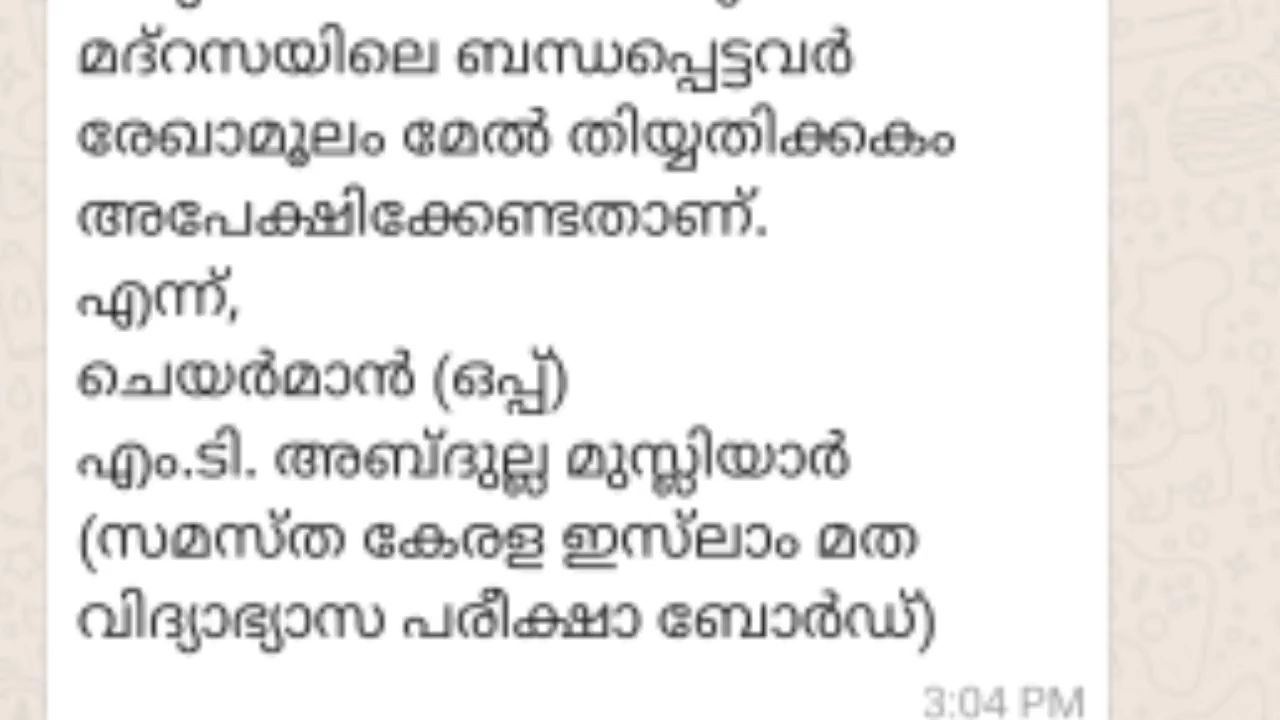 മദ്റസയിലെ ബന്ധപ്പെട്ടവർ
രേഖാമൂലം മേൽ തിയ്യതിക്കകം
അപേക്ഷിക്കേണ്ടതാണ്.
എന്ന്,
ചെയർമാൻ (ഒപ്പ്)
എം.ടി. അബ്ദുല്ല മുസ്ലിയാർ
(സമസ്ത കേരള ഇസ്‌ലാം മത
വിദ്യാഭ്യാസ പരീക്ഷാ ബോർഡ്)
3:04 PM